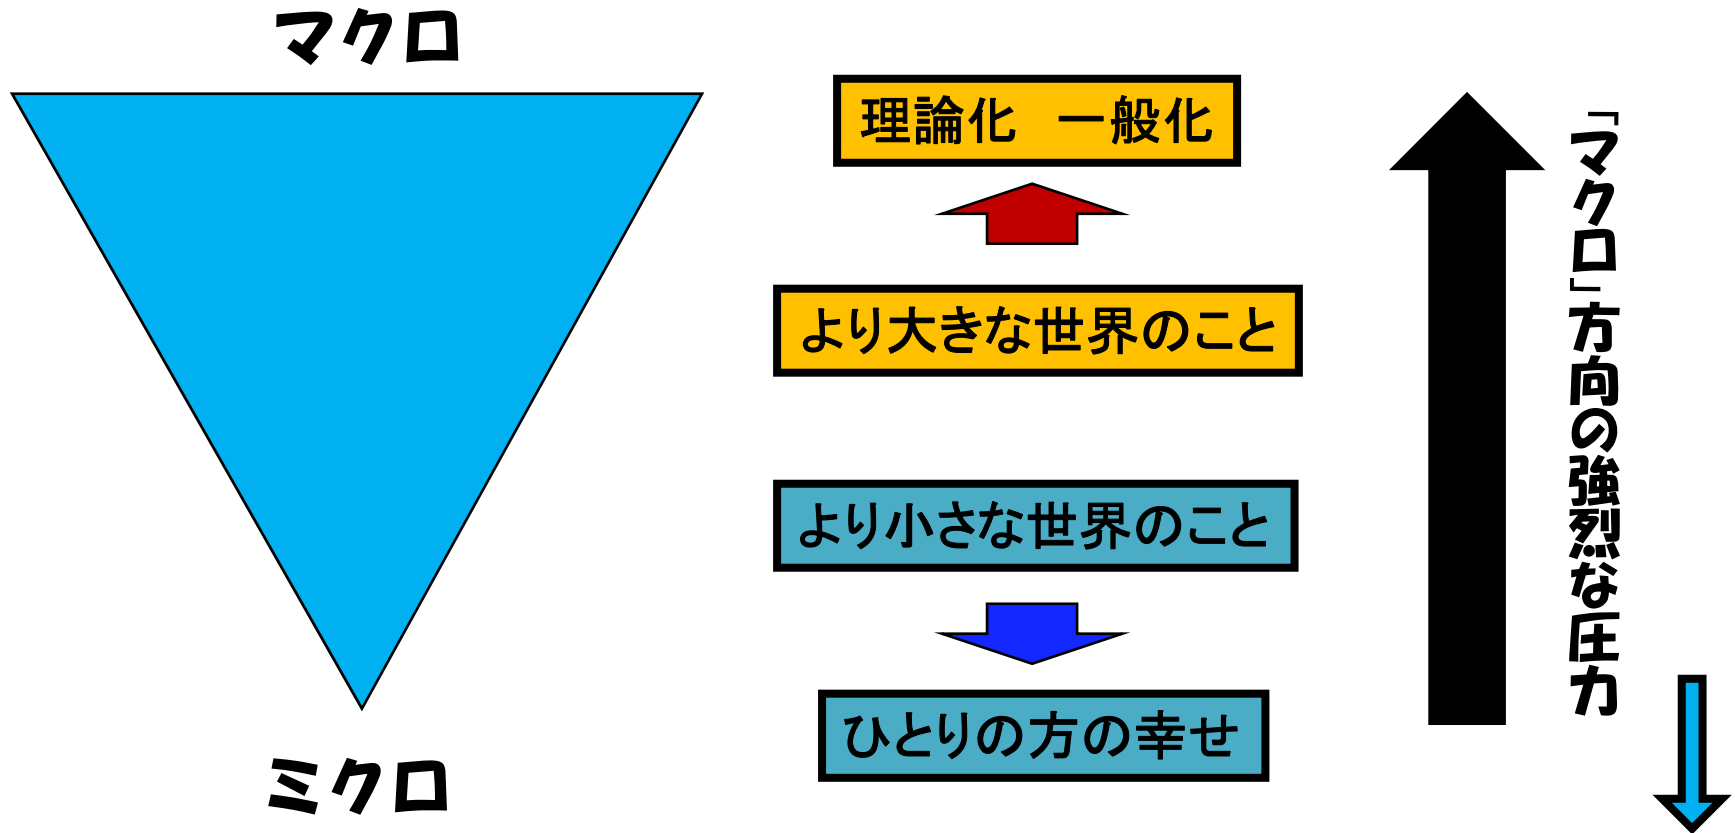 マクロ
理論化　一般化
より大きな世界のこと
より小さな世界のこと
ひとりの方の幸せ
ミクロ
「マクロ」方向の強烈な圧力